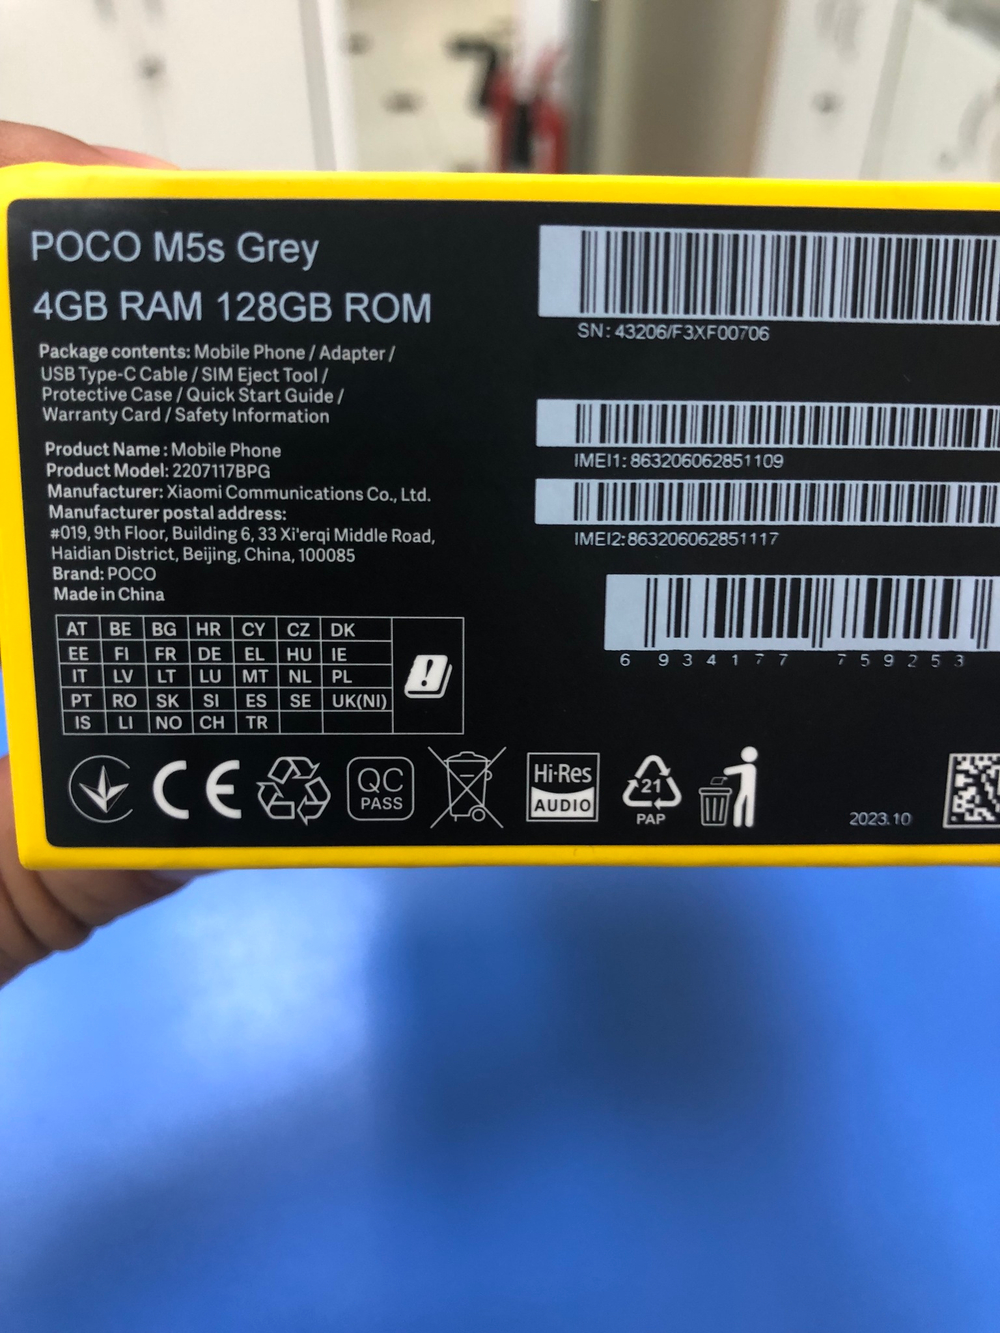 POCO M5s Grey
4GB RAM 128GB ROM
Package contents: Mobile Phone / Adapter /
USB Type-C Cable / SIM Eject Tool /
Protective Case / Quick Start Guide /
Warranty Card / Safety Information
Product Name : Mobile Phone
Product Model: 2207117BPG
Manufacturer: Xiaomi Communications Co., Ltd.
Manufacturer postal address:
#019, 9th Floor, Building 6, 33 Xi'erqi Middle Road,
Haidian District, Beijing, China, 100085
Brand: POCO
Made in China
AT BE BG HR CY CZ DK
EE FI FR DE EL HU IE
IT LV LT LU MT NL PL
PT RO SK SI ES SE UK(NI)
IS LI NO CH TR
SN: 43206/F3XF00706
IMEI1: 863206062851109
IMEI2:863206062851117
6 934177 759253
CE
QC
PASS
Hi-Res
AUDIO
21
PAP
2023.10